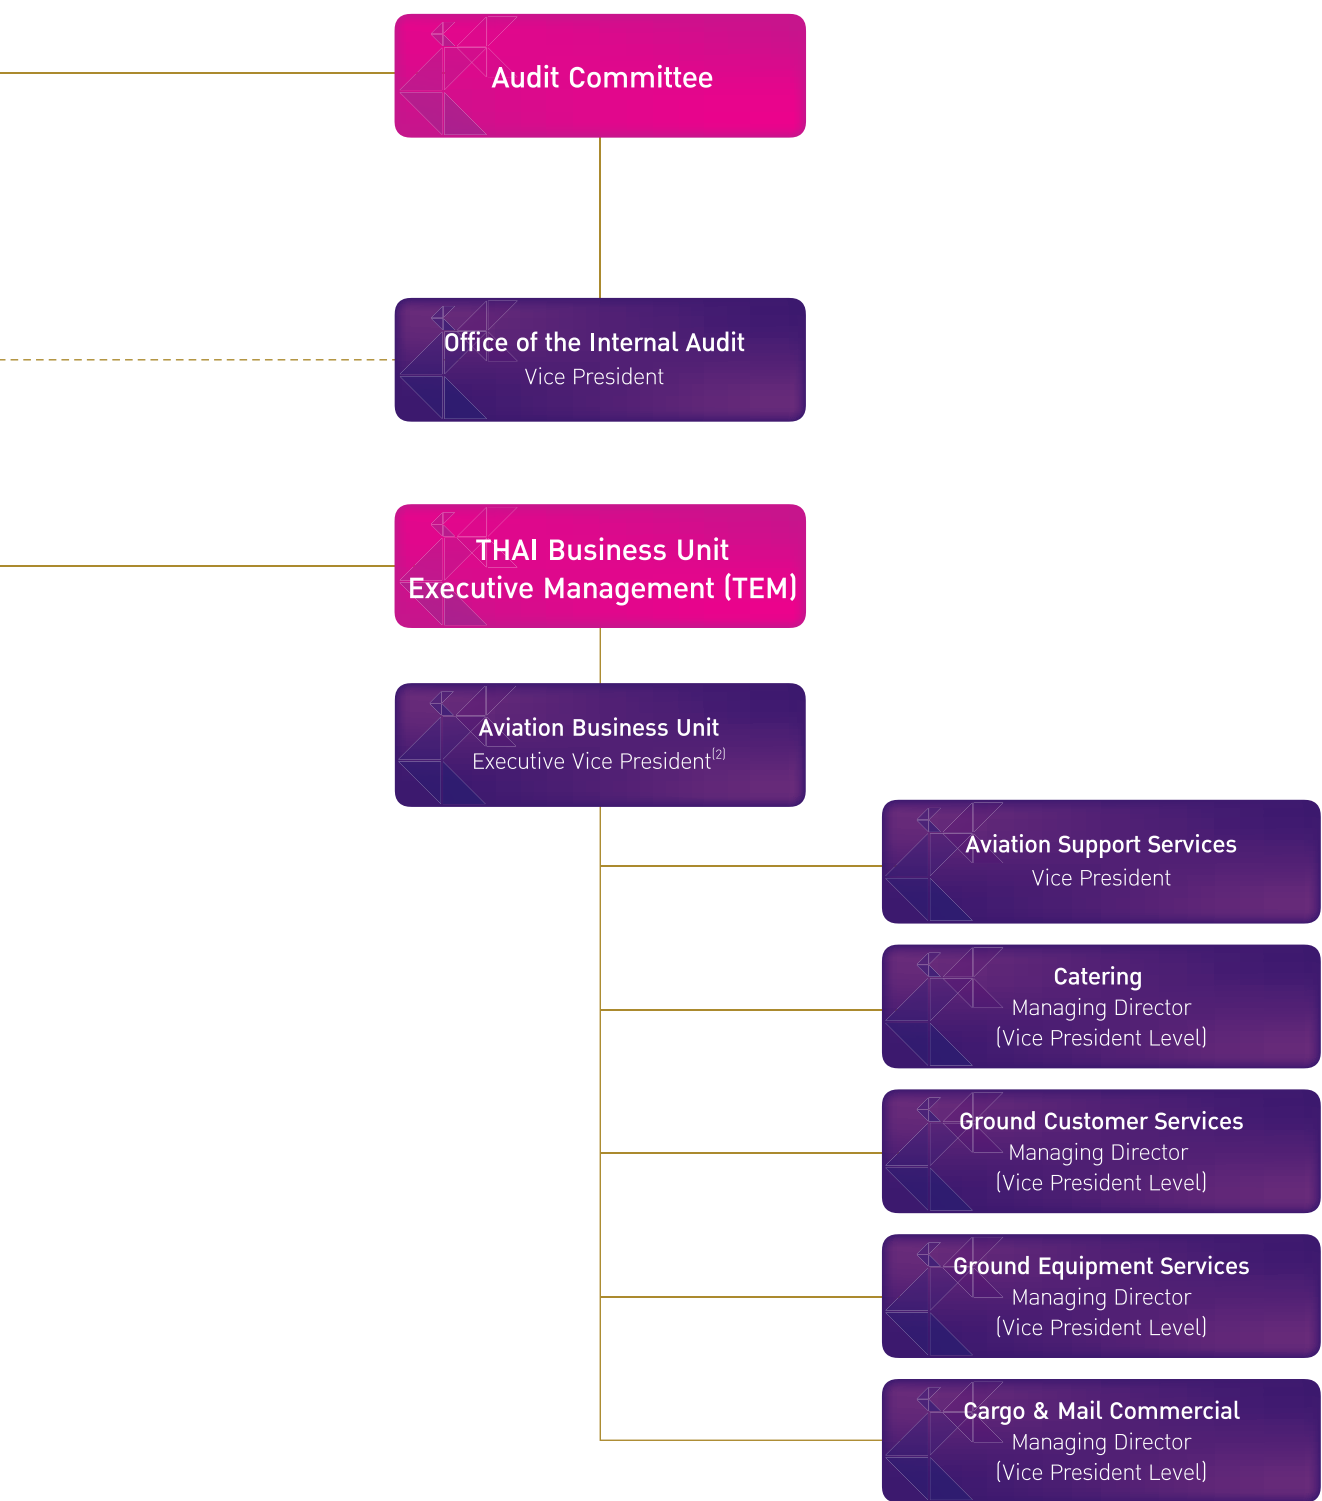 Audit Committee
Office of the Internal Audit
Vice President
THAI Business Unit
Executive Management (TEM)
Aviation Business Unit
Executive Vice President(2)
Aviation Support Services
Vice President
Catering
Managing Director
(Vice President Level)
Ground Customer Services
Managing Director
(Vice President Level)
Ground Equipment Services
Managing Director
(Vice President Level)
Cargo & Mail Commercial
Managing Director
(Vice President Level)